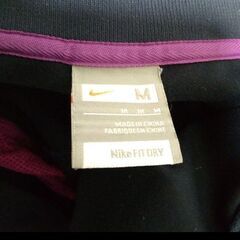 M
M M M
MADE IN CHINA
FABRIQUÉ EN CHINE
Nike FIT DRY